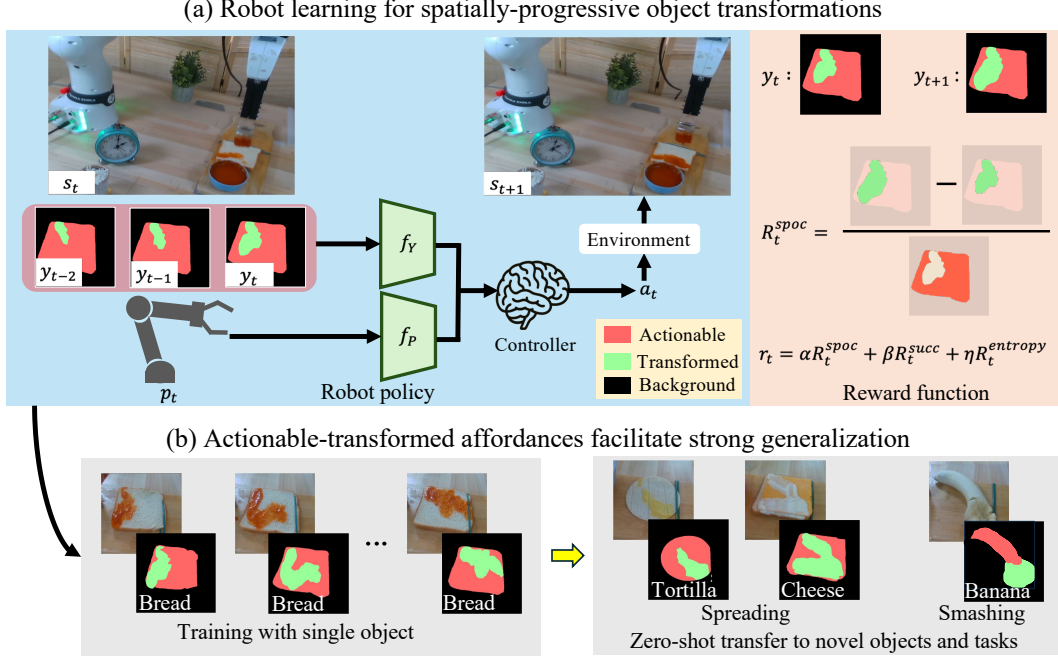 (a) Robot learning for spatially-progressive object transformations
s_t
s_{t+1}
y_t :
y_{t+1} :
y_{t-2}
y_{t-1}
y_t
f_Y
Environment
R_t^{spoc} =
−
a_t
f_P
Controller
Actionable
Transformed
Background
p_t
Robot policy
r_t = αR_t^{spoc} + βR_t^{succ} + ηR_t^{entropy}
Reward function
(b) Actionable-transformed affordances facilitate strong generalization
Bread
Bread
...
Bread
Training with single object
Tortilla
Cheese
Banana
Spreading
Smashing
Zero-shot transfer to novel objects and tasks